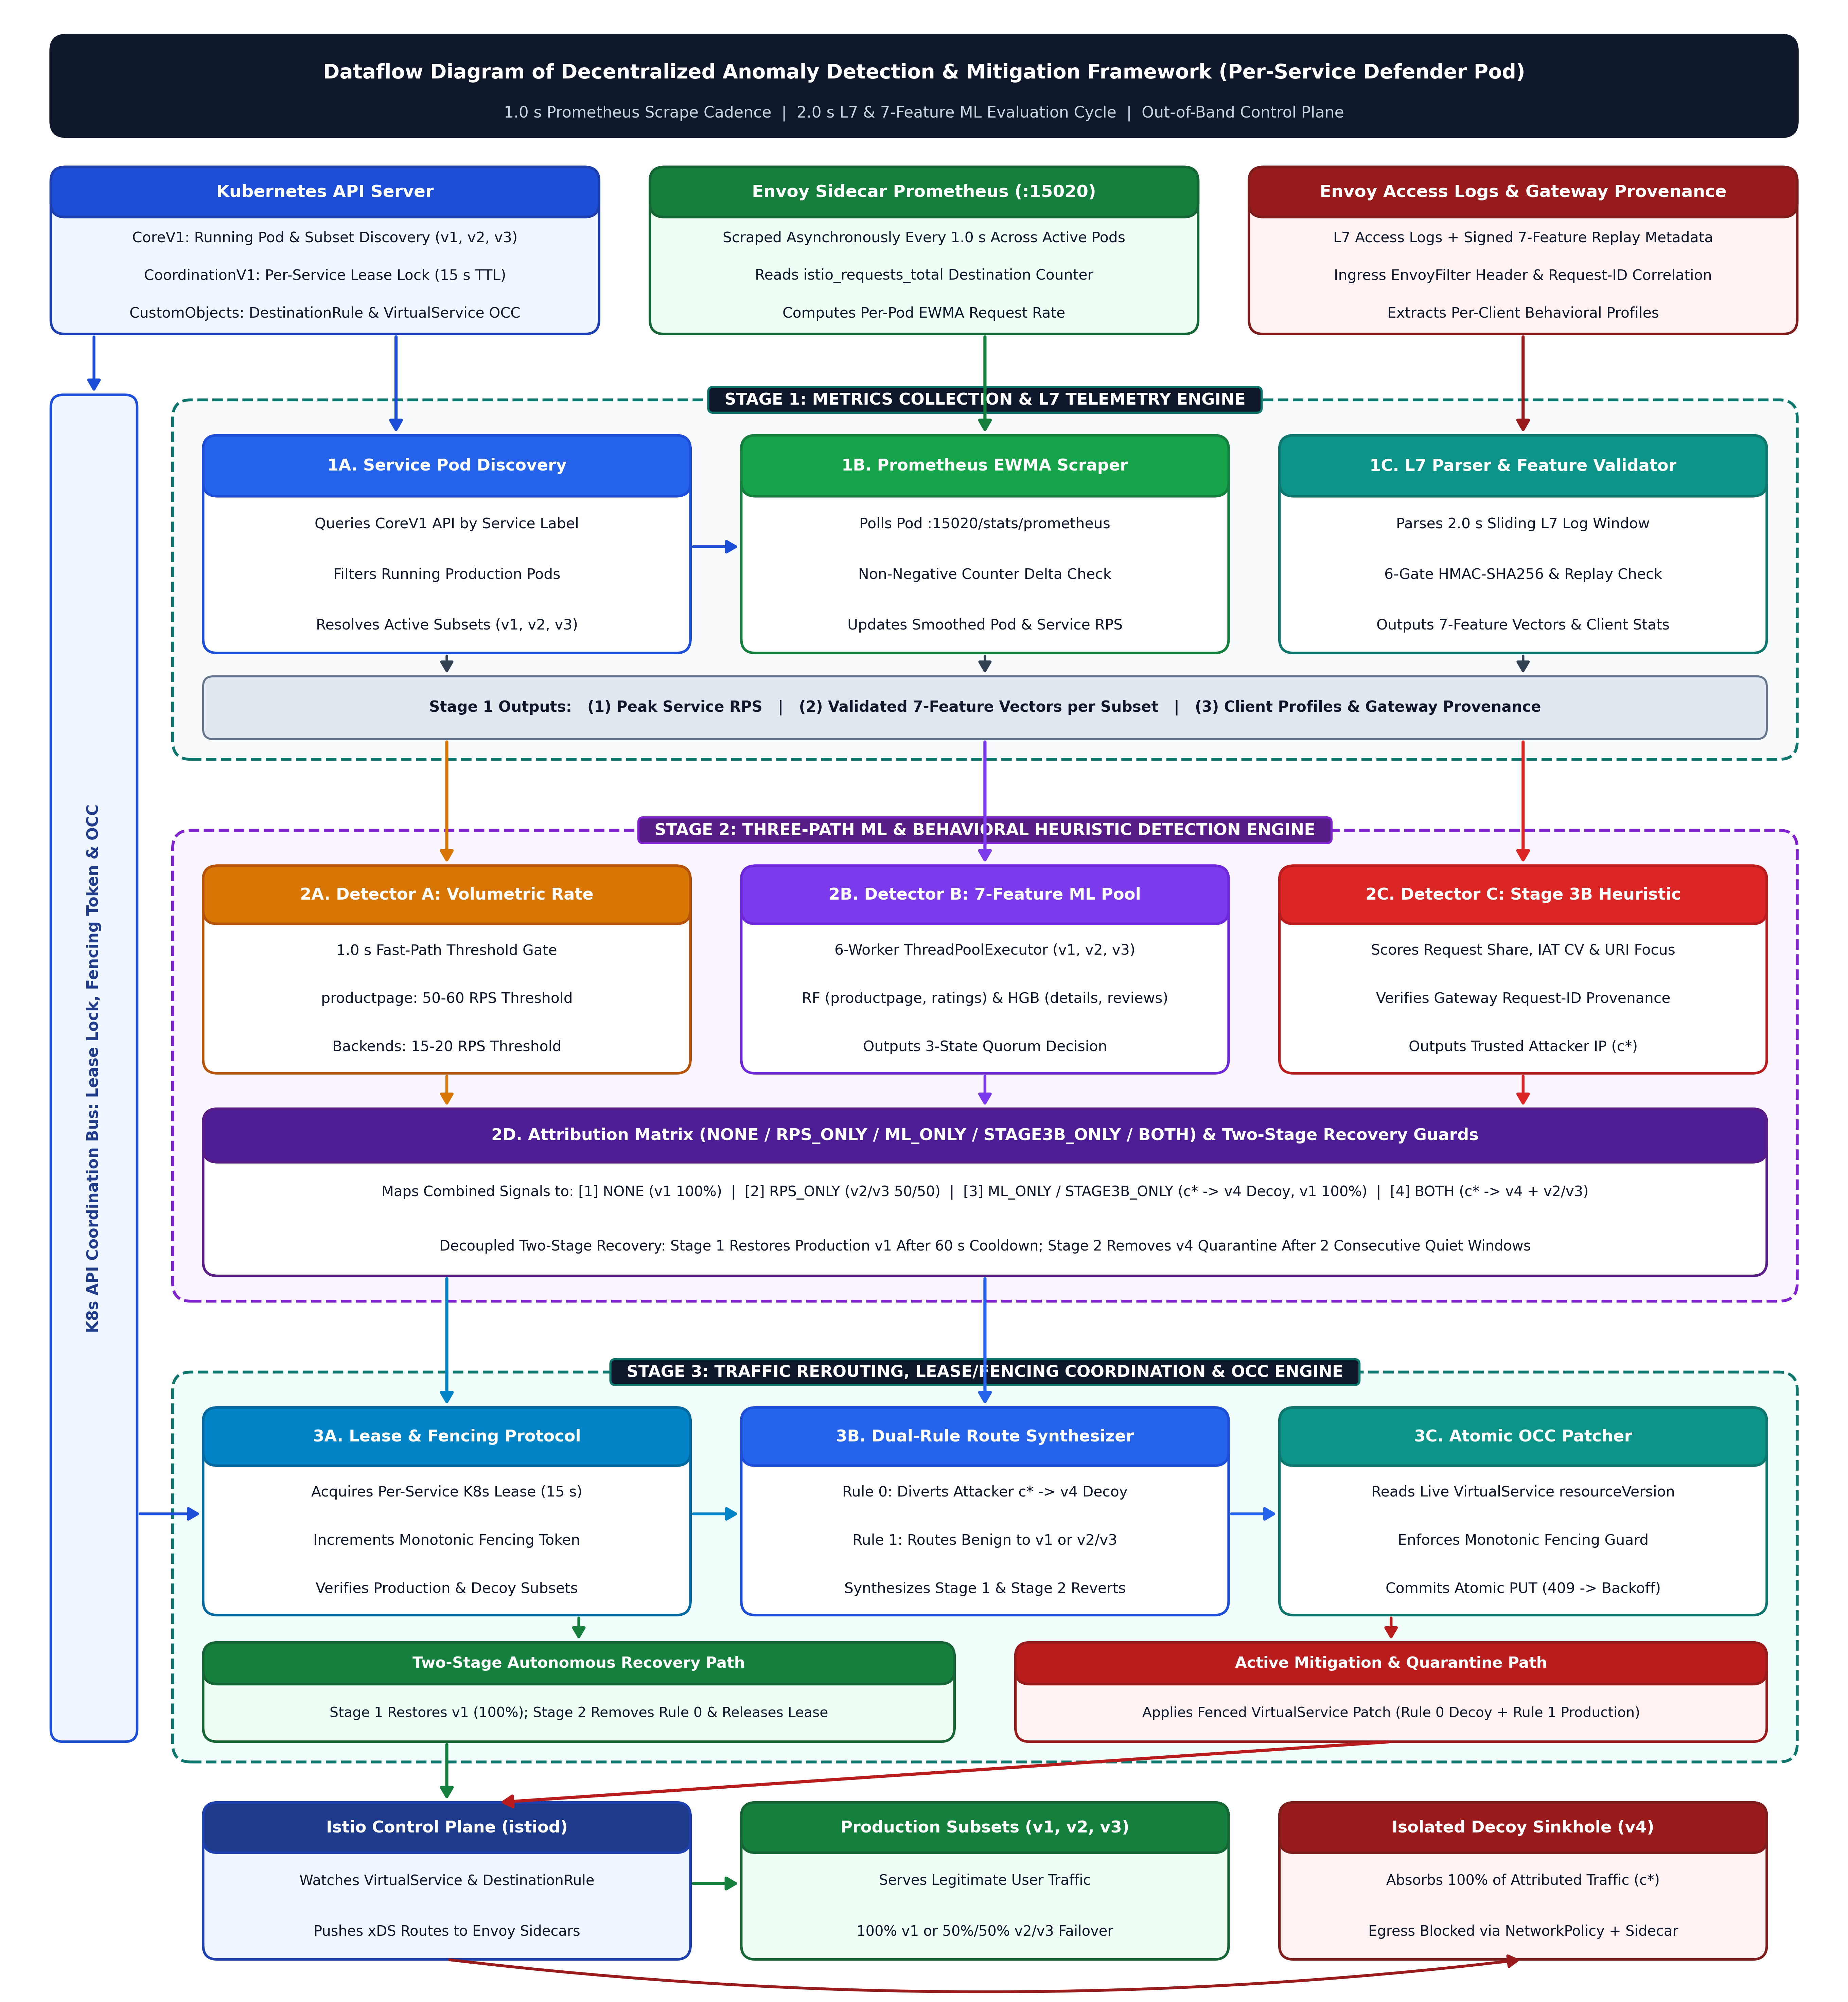 Dataflow Diagram of Decentralized Anomaly Detection & Mitigation Framework (Per-Service Defender Pod)
1.0 s Prometheus Scrape Cadence | 2.0 s L7 & 7-Feature ML Evaluation Cycle | Out-of-Band Control Plane
Kubernetes API Server
CoreV1: Running Pod & Subset Discovery (v1, v2, v3)
CoordinationV1: Per-Service Lease Lock (15 s TTL)
CustomObjects: DestinationRule & VirtualService OCC
Envoy Sidecar Prometheus (:15020)
Scraped Asynchronously Every 1.0 s Across Active Pods
Reads istio_requests_total Destination Counter
Computes Per-Pod EWMA Request Rate
Envoy Access Logs & Gateway Provenance
L7 Access Logs + Signed 7-Feature Replay Metadata
Ingress EnvoyFilter Header & Request-ID Correlation
Extracts Per-Client Behavioral Profiles
K8s API Coordination Bus: Lease Lock, Fencing Token & OCC
STAGE 1: METRICS COLLECTION & L7 TELEMETRY ENGINE
1A. Service Pod Discovery
Queries CoreV1 API by Service Label
Filters Running Production Pods
Resolves Active Subsets (v1, v2, v3)
1B. Prometheus EWMA Scraper
Polls Pod :15020/stats/prometheus
Non-Negative Counter Delta Check
Updates Smoothed Pod & Service RPS
1C. L7 Parser & Feature Validator
Parses 2.0 s Sliding L7 Log Window
6-Gate HMAC-SHA256 & Replay Check
Outputs 7-Feature Vectors & Client Stats
Stage 1 Outputs: (1) Peak Service RPS | (2) Validated 7-Feature Vectors per Subset | (3) Client Profiles & Gateway Provenance
STAGE 2: THREE-PATH ML & BEHAVIORAL HEURISTIC DETECTION ENGINE
2A. Detector A: Volumetric Rate
1.0 s Fast-Path Threshold Gate
productpage: 50-60 RPS Threshold
Backends: 15-20 RPS Threshold
2B. Detector B: 7-Feature ML Pool
6-Worker ThreadPoolExecutor (v1, v2, v3)
RF (productpage, ratings) & HGB (details, reviews)
Outputs 3-State Quorum Decision
2C. Detector C: Stage 3B Heuristic
Scores Request Share, IAT CV & URI Focus
Verifies Gateway Request-ID Provenance
Outputs Trusted Attacker IP (c*)
2D. Attribution Matrix (NONE / RPS_ONLY / ML_ONLY / STAGE3B_ONLY / BOTH) & Two-Stage Recovery Guards
Maps Combined Signals to: [1] NONE (v1 100%) | [2] RPS_ONLY (v2/v3 50/50) | [3] ML_ONLY / STAGE3B_ONLY (c* -> v4 Decoy, v1 100%) | [4] BOTH (c* -> v4 + v2/v3)
Decoupled Two-Stage Recovery: Stage 1 Restores Production v1 After 60 s Cooldown; Stage 2 Removes v4 Quarantine After 2 Consecutive Quiet Windows
STAGE 3: TRAFFIC REROUTING, LEASE/FENCING COORDINATION & OCC ENGINE
3A. Lease & Fencing Protocol
Acquires Per-Service K8s Lease (15 s)
Increments Monotonic Fencing Token
Verifies Production & Decoy Subsets
3B. Dual-Rule Route Synthesizer
Rule 0: Diverts Attacker c* -> v4 Decoy
Rule 1: Routes Benign to v1 or v2/v3
Synthesizes Stage 1 & Stage 2 Reverts
3C. Atomic OCC Patcher
Reads Live VirtualService resourceVersion
Enforces Monotonic Fencing Guard
Commits Atomic PUT (409 -> Backoff)
Two-Stage Autonomous Recovery Path
Stage 1 Restores v1 (100%); Stage 2 Removes Rule 0 & Releases Lease
Active Mitigation & Quarantine Path
Applies Fenced VirtualService Patch (Rule 0 Decoy + Rule 1 Production)
Istio Control Plane (istiod)
Watches VirtualService & DestinationRule
Pushes xDS Routes to Envoy Sidecars
Production Subsets (v1, v2, v3)
Serves Legitimate User Traffic
100% v1 or 50%/50% v2/v3 Failover
Isolated Decoy Sinkhole (v4)
Absorbs 100% of Attributed Traffic (c*)
Egress Blocked via NetworkPolicy + Sidecar